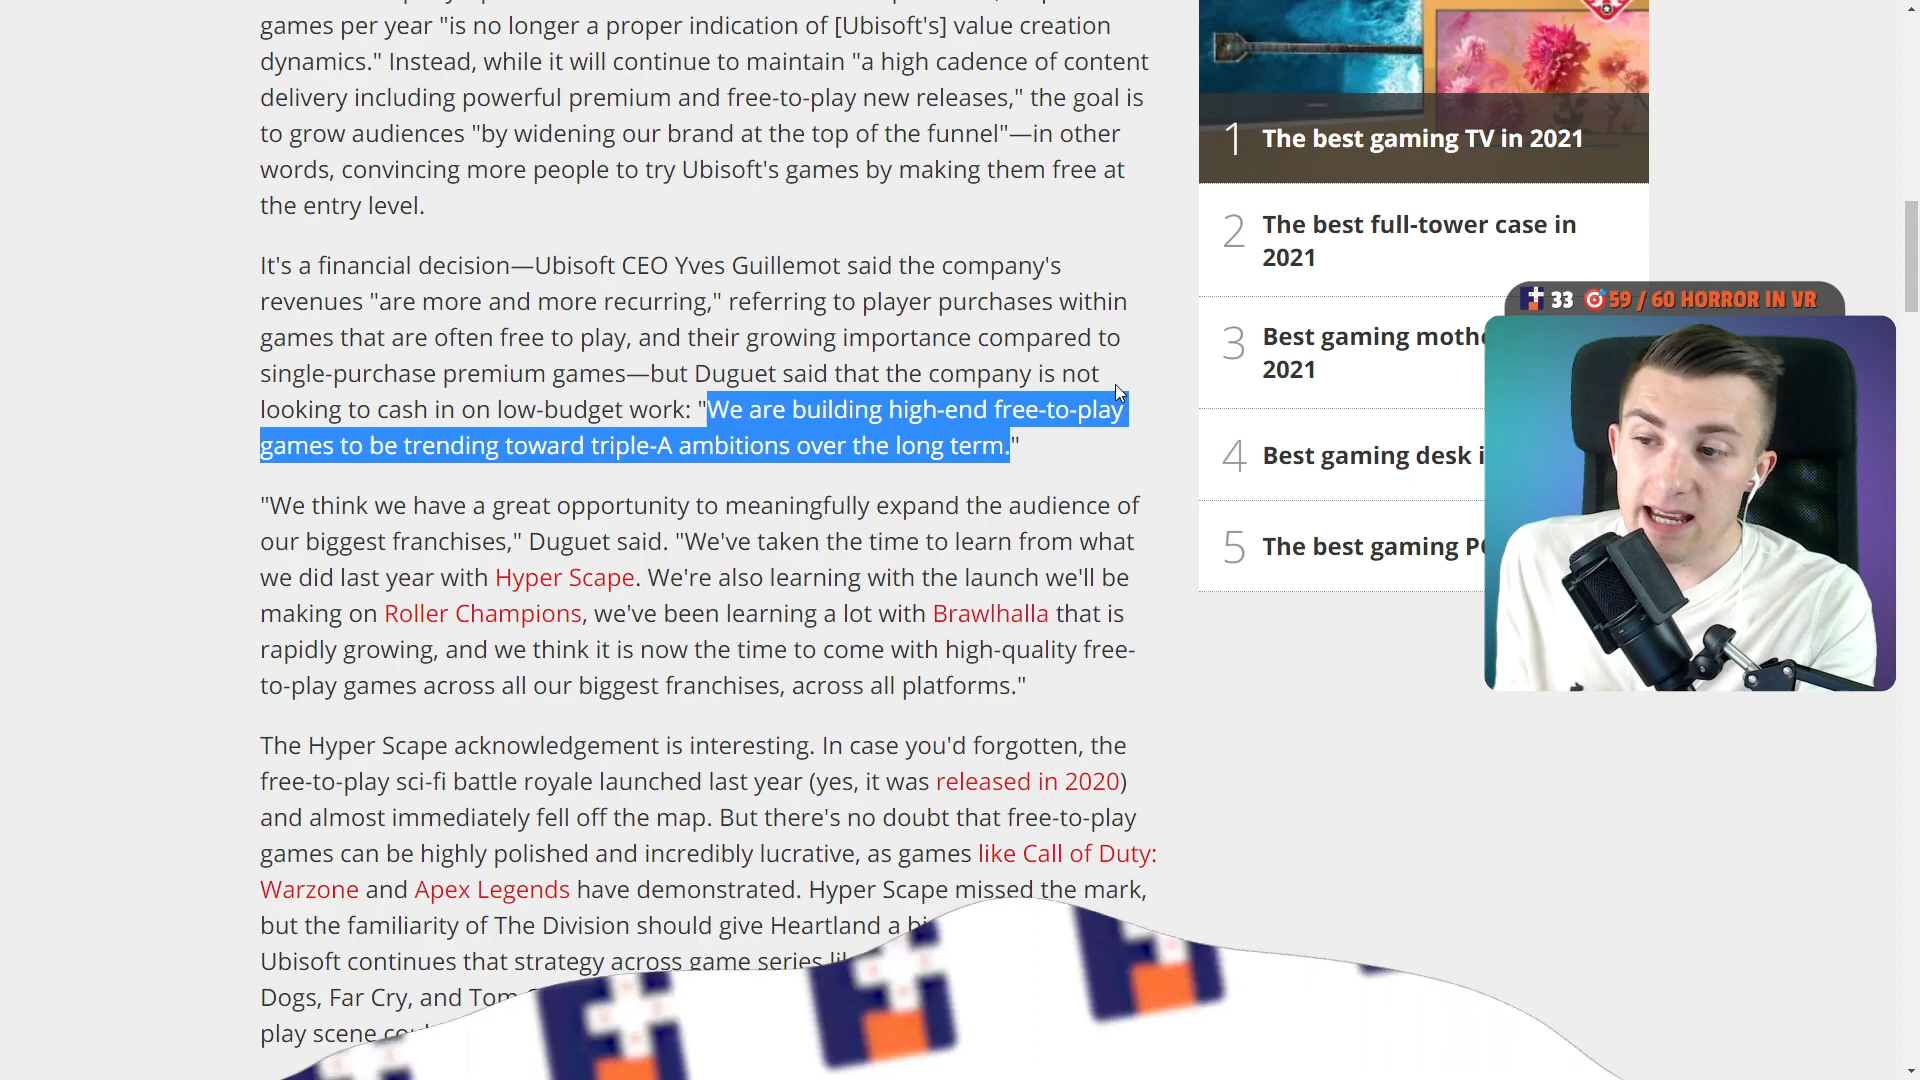 games per year "is no longer a proper indication of [Ubisoft's] value creation
dynamics." Instead, while it will continue to maintain "a high cadence of content
delivery including powerful premium and free-to-play new releases," the goal is
to grow audiences "by widening our brand at the top of the funnel"—in other
words, convincing more people to try Ubisoft's games by making them free at
the entry level.
It's a financial decision—Ubisoft CEO Yves Guillemot said the company's
revenues "are more and more recurring," referring to player purchases within
games that are often free to play, and their growing importance compared to
single-purchase premium games—but Duguet said that the company is not
looking to cash in on low-budget work: "We are building high-end free-to-play
games to be trending toward triple-A ambitions over the long term."
"We think we have a great opportunity to meaningfully expand the audience of
our biggest franchises," Duguet said. "We've taken the time to learn from what
we did last year with Hyper Scape. We're also learning with the launch we'll be
making on Roller Champions, we've been learning a lot with Brawlhalla that is
rapidly growing, and we think it is now the time to come with high-quality free-
to-play games across all our biggest franchises, across all platforms."
The Hyper Scape acknowledgement is interesting. In case you'd forgotten, the
free-to-play sci-fi battle royale launched last year (yes, it was released in 2020)
and almost immediately fell off the map. But there's no doubt that free-to-play
games can be highly polished and incredibly lucrative, as games like Call of Duty:
Warzone and Apex Legends have demonstrated. Hyper Scape missed the mark,
but the familiarity of The Division should give Heartland a
Ubisoft continues that strategy across game series
Dogs, Far Cry, and Tom
play scene
1 The best gaming TV in 2021
2 The best full-tower case in
2021
3 Best gaming
2021
4 Best gaming desk
5 The best gaming
33 59 / 60 HORROR IN VR